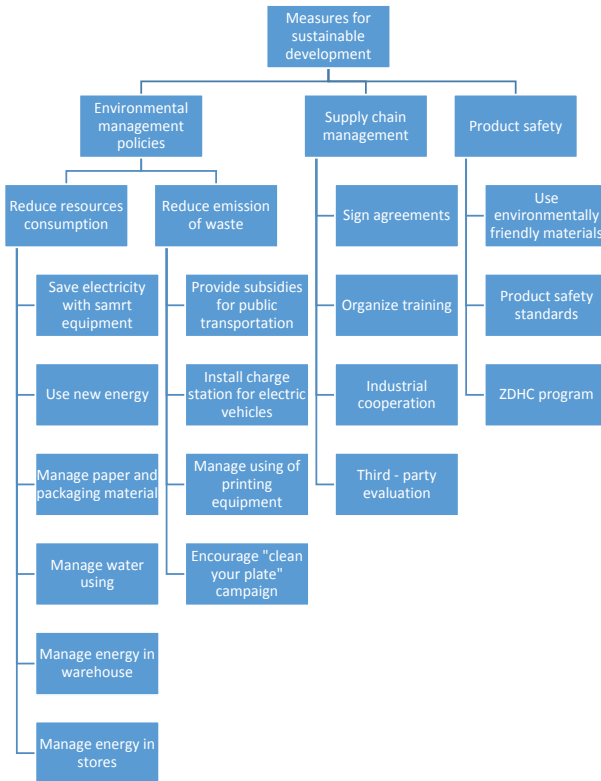 Measures for
sustainable
development
Environmental
management
policies
Supply chain
management
Product safety
Reduce resources
consumption
Reduce emission
of waste
Save electricity
with samrt
equipment
Use new energy
Manage paper and
packaging material
Manage water
using
Manage energy in
warehouse
Manage energy in
stores
Provide subsidies
for public
transportation
Install charge
station for electric
vehicles
Manage using of
printing
equipment
Encourage "clean
your plate"
campaign
Sign agreements
Organize training
Industrial
cooperation
Third - party
evaluation
Use
environmentally
friendly materials
Product safety
standards
ZDHC program